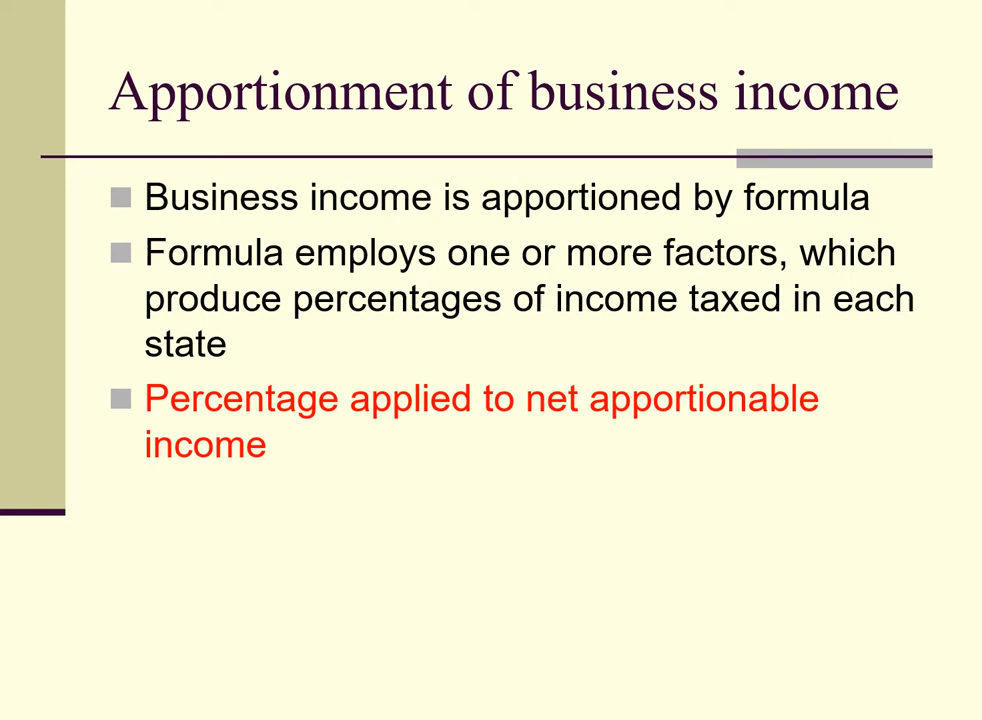 Apportionment of business income
Business income is apportioned by formula
Formula employs one or more factors, which
produce percentages of income taxed in each
state
Percentage applied to net apportionable
income